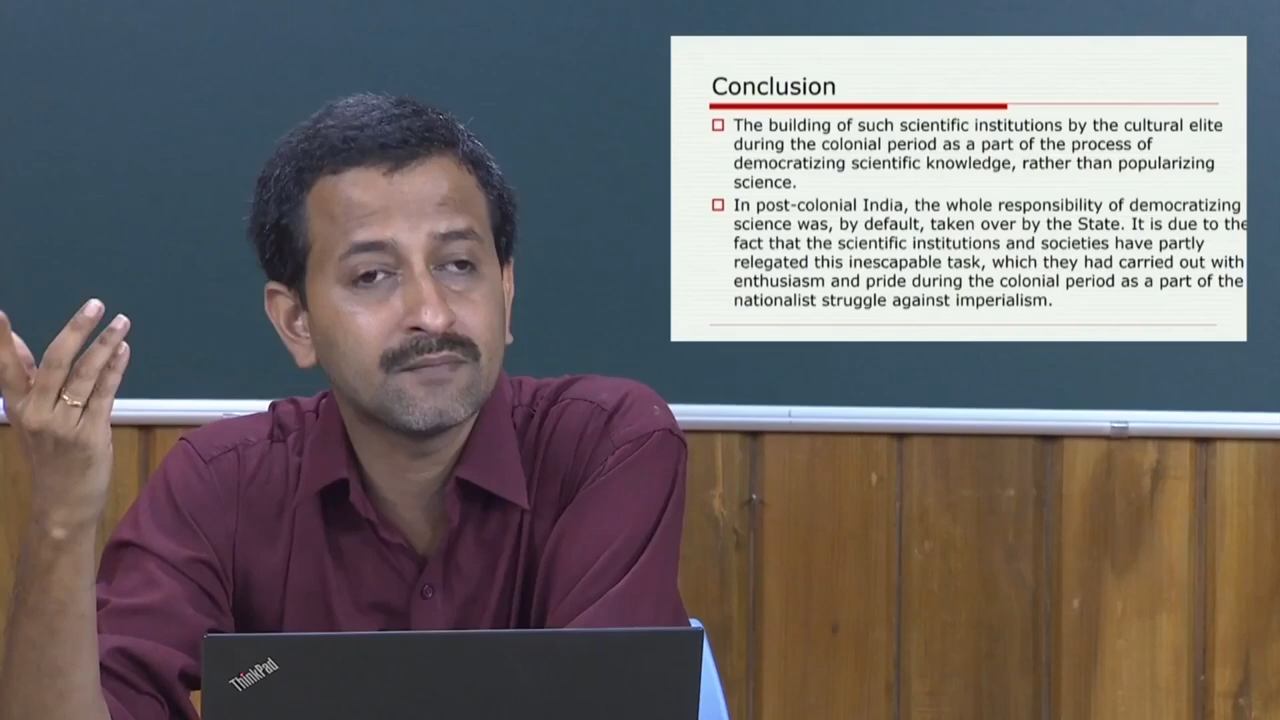 Conclusion
The building of such scientific institutions by the cultural elite
during the colonial period as a part of the process of
democratizing scientific knowledge, rather than popularizing
science.
In post-colonial India, the whole responsibility of democratizing
science was, by default, taken over by the State. It is due to the
fact that the scientific institutions and societies have partly
relegated this inescapable task, which they had carried out with
enthusiasm and pride during the colonial period as a part of the
nationalist struggle against imperialism.
ThinkPad